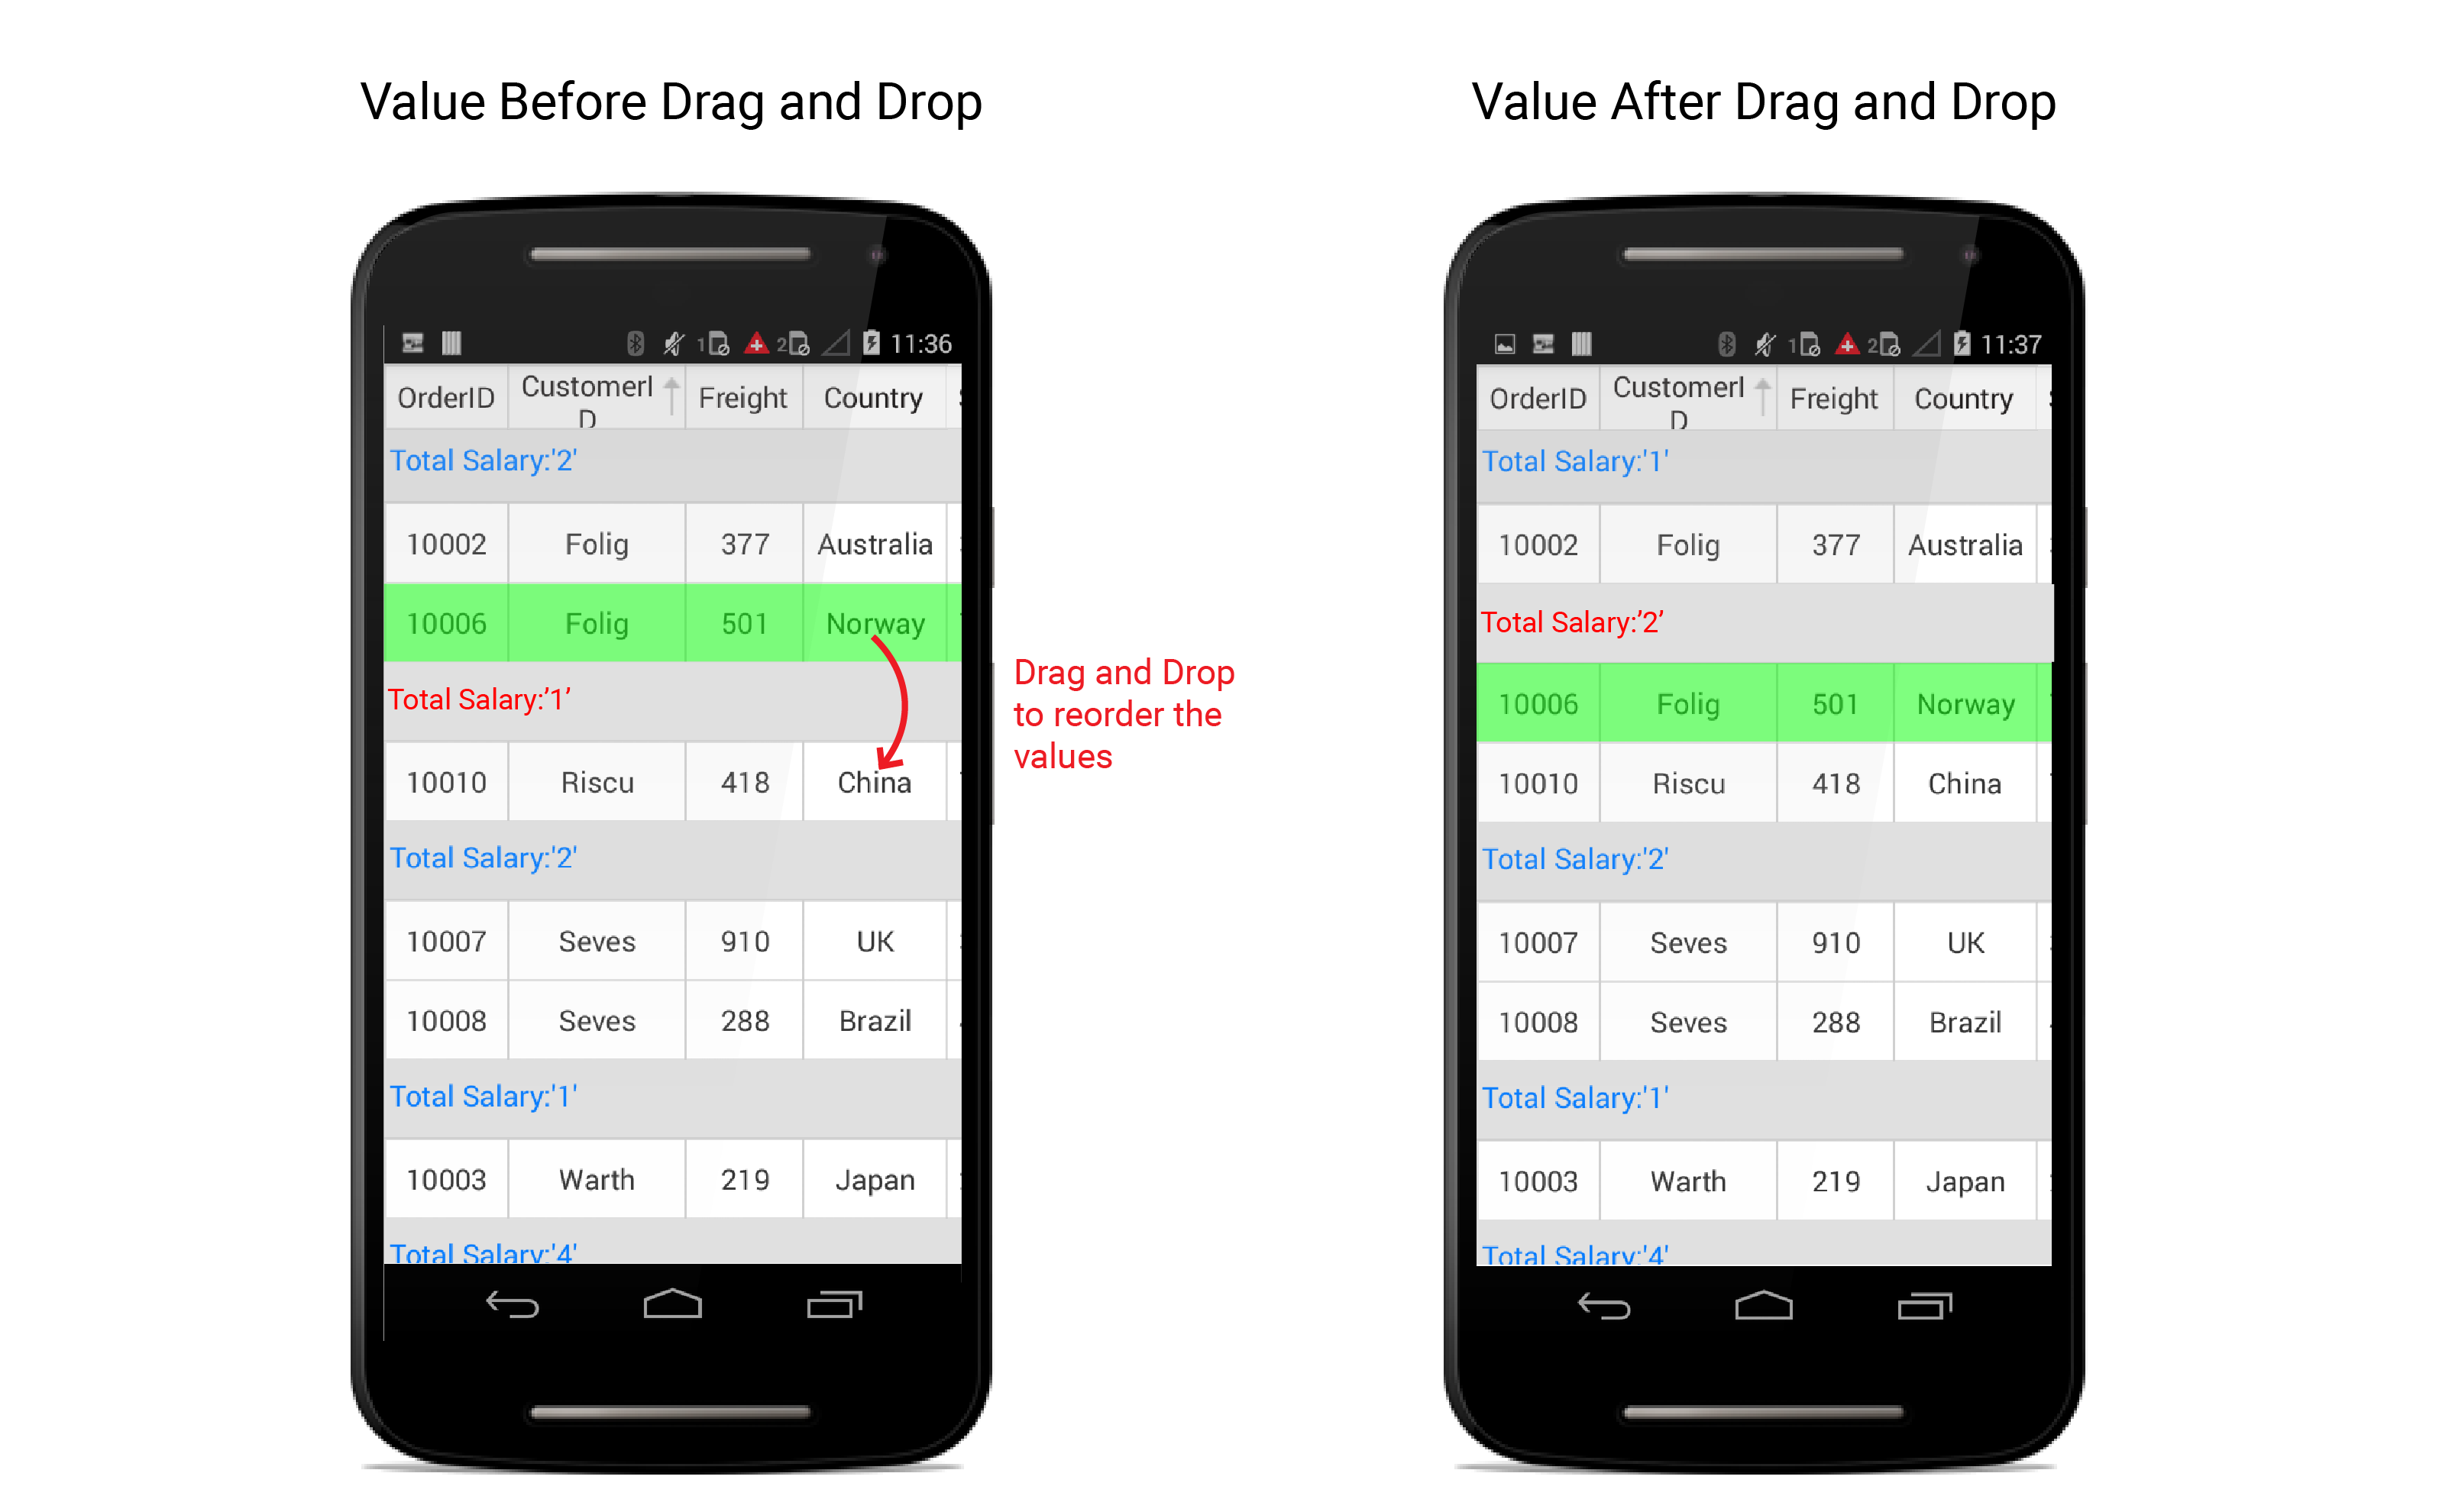 Value Before Drag and Drop
Value After Drag and Drop
11:36
OrderID CustomerI
D Freight Country
Total Salary:'2'
10002 Folig 377 Australia
10006 Folig 501 Norway
Total Salary:'1'
10010 Riscu 418 China
Total Salary:'2'
10007 Seves 910 UK
10008 Seves 288 Brazil
Total Salary:'1'
10003 Warth 219 Japan
Total Salary:'4'
Drag and Drop
to reorder the
values
11:37
OrderID CustomerI
D Freight Country
Total Salary:'1'
10002 Folig 377 Australia
Total Salary:'2'
10006 Folig 501 Norway
10010 Riscu 418 China
Total Salary:'2'
10007 Seves 910 UK
10008 Seves 288 Brazil
Total Salary:'1'
10003 Warth 219 Japan
Total Salary:'4'